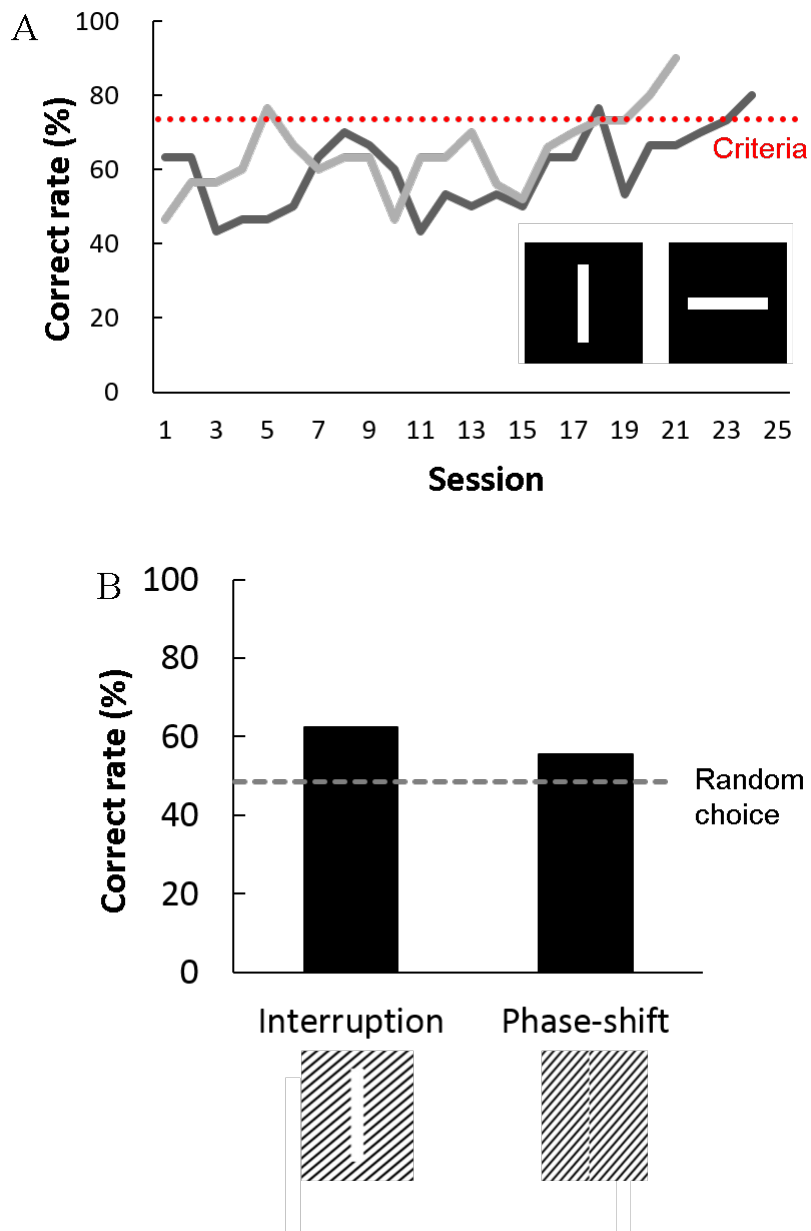 A
100
80
60
40
20
0
Correct rate (%)
Criteria
1 3 5 7 9 11 13 15 17 19 21 23 25
Session
B
100
80
60
40
20
0
Correct rate (%)
Random
choice
Interruption Phase-shift